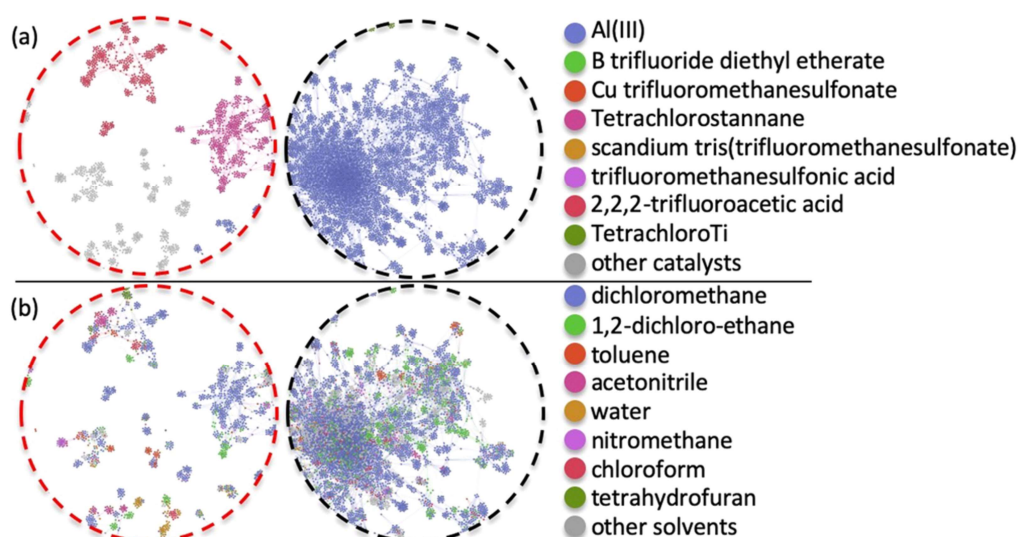 (a)
Al(III)
B trifluoride diethyl etherate
Cu trifluoromethanesulfonate
Tetrachlorostannane
scandium tris(trifluoromethanesulfonate)
trifluoromethanesulfonic acid
2,2,2-trifluoroacetic acid
TetrachloroTi
other catalysts
(b)
dichloromethane
1,2-dichloro-ethane
toluene
acetonitrile
water
nitromethane
chloroform
tetrahydrofuran
other solvents